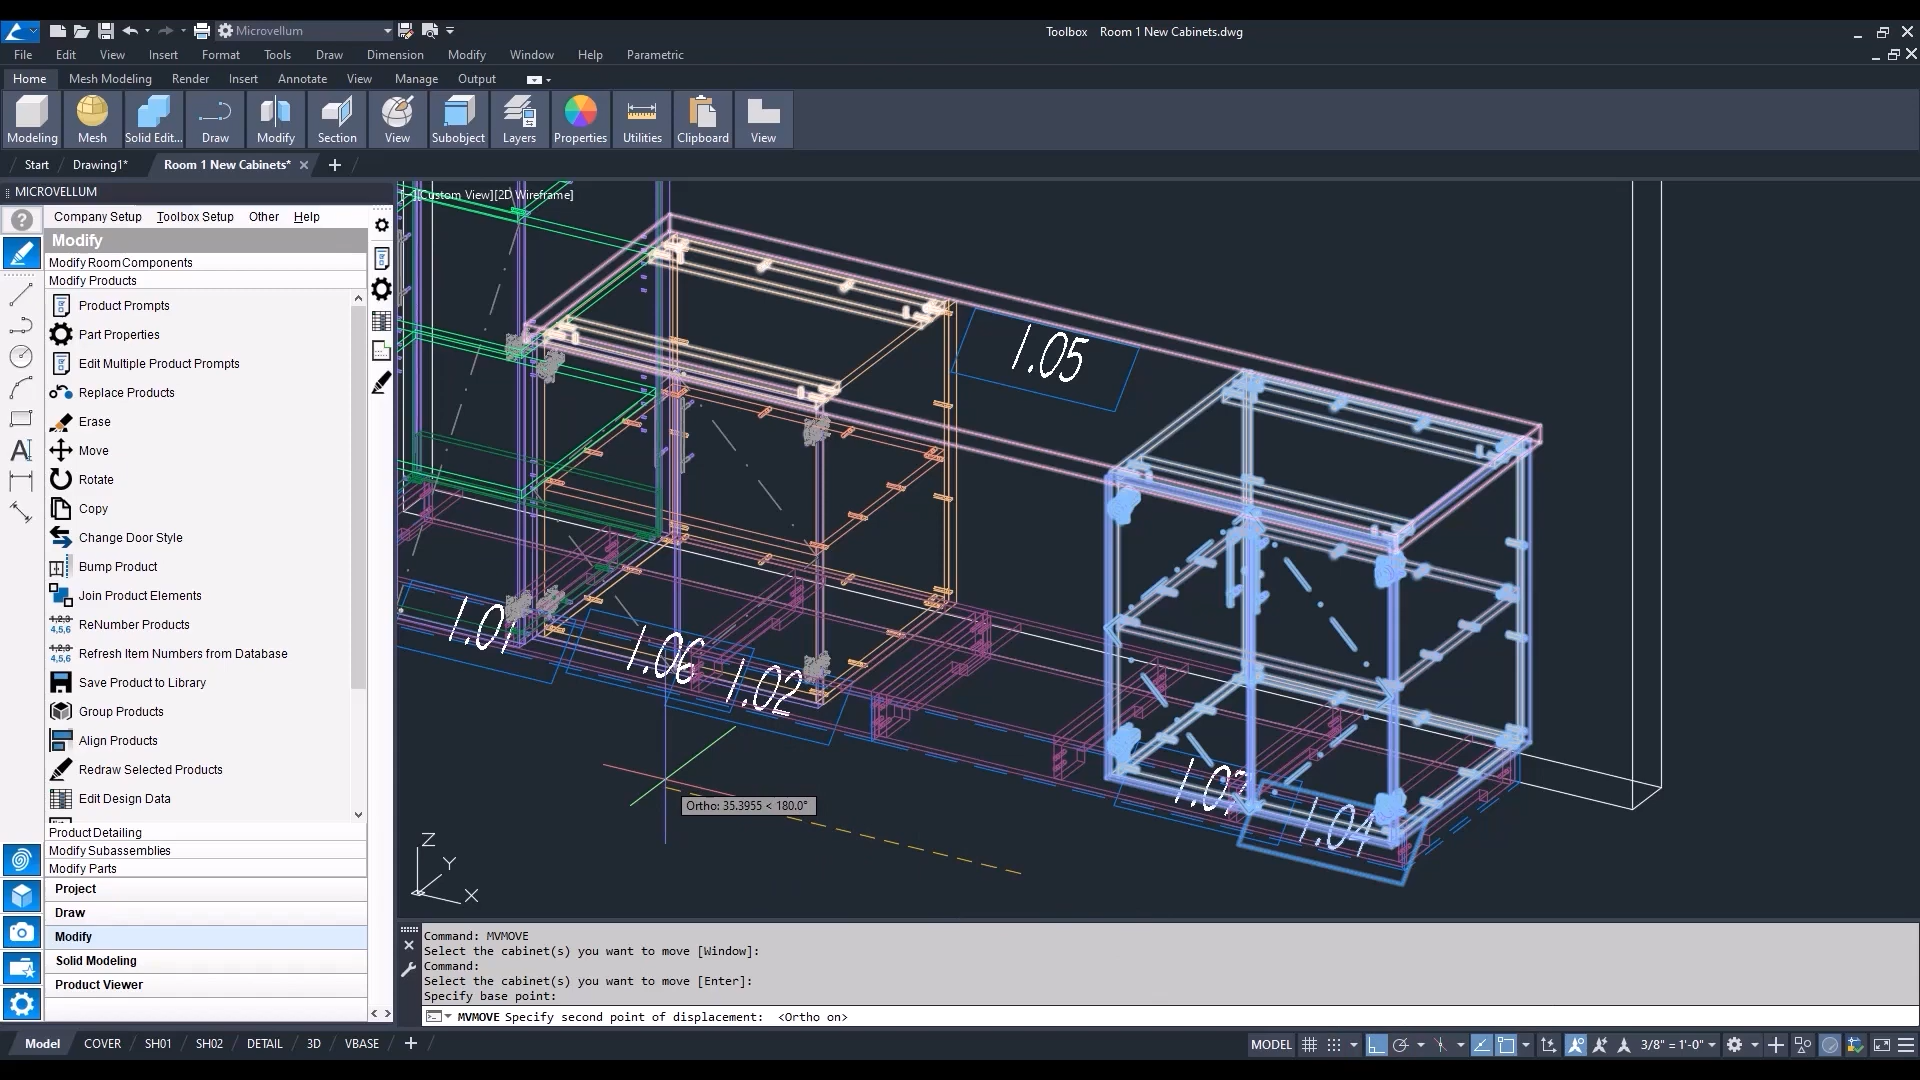 Microvellum
Toolbox Room 1 New Cabinets.dwg
File Edit View Insert Format Tools Draw Dimension Modify Window Help Parametric
Home Mesh Modeling Render Insert Annotate View Manage Output
Modeling Mesh Solid Edit... Draw Modify Section View Subobject Layers Properties Utilities Clipboard View
Start Drawing1* Room 1 New Cabinets*
MICROVELLUM
[Custom View][2D Wireframe]
Company Setup Toolbox Setup Other Help
Modify
Modify Room Components
Modify Products
Product Prompts
Part Properties
Edit Multiple Product Prompts
Replace Products
Erase
Move
Rotate
Copy
Change Door Style
Bump Product
Join Product Elements
ReNumber Products
Refresh Item Numbers from Database
Save Product to Library
Group Products
Align Products
Redraw Selected Products
Edit Design Data
Product Detailing
Modify Subassemblies
Modify Parts
Project
Draw
Modify
Solid Modeling
Product Viewer
1.05
1.01
1.06
1.02
1.07
1.04
Ortho: 35.3955 < 180.0°
Z
Y
X
Command: MVMOVE
Select the cabinet(s) you want to move [Window]:
Command:
Select the cabinet(s) you want to move [Enter]:
Specify base point:
MVMOVE Specify second point of displacement: <Ortho on>
Model COVER SH01 SH02 DETAIL 3D VBASE
MODEL 3/8" = 1'-0"